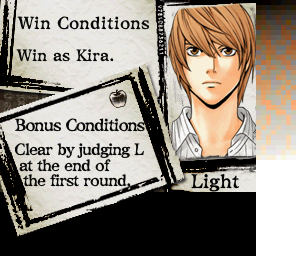 Win Conditions
Win as Kira.
Bonus Conditions
Clear by judging L
at the end of
the first round.
Light